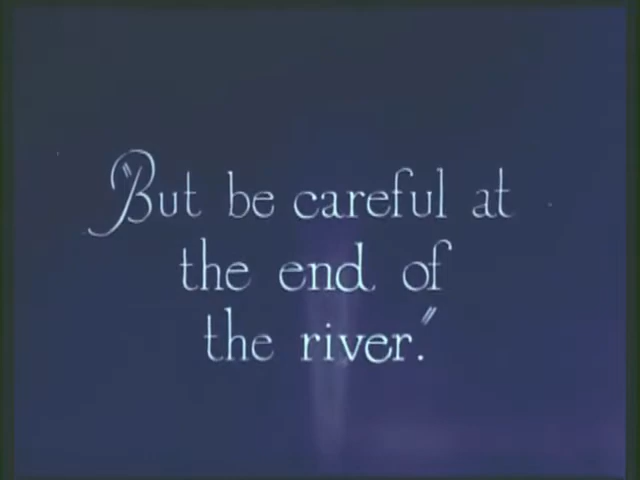 "But be careful at
the end of
the river."